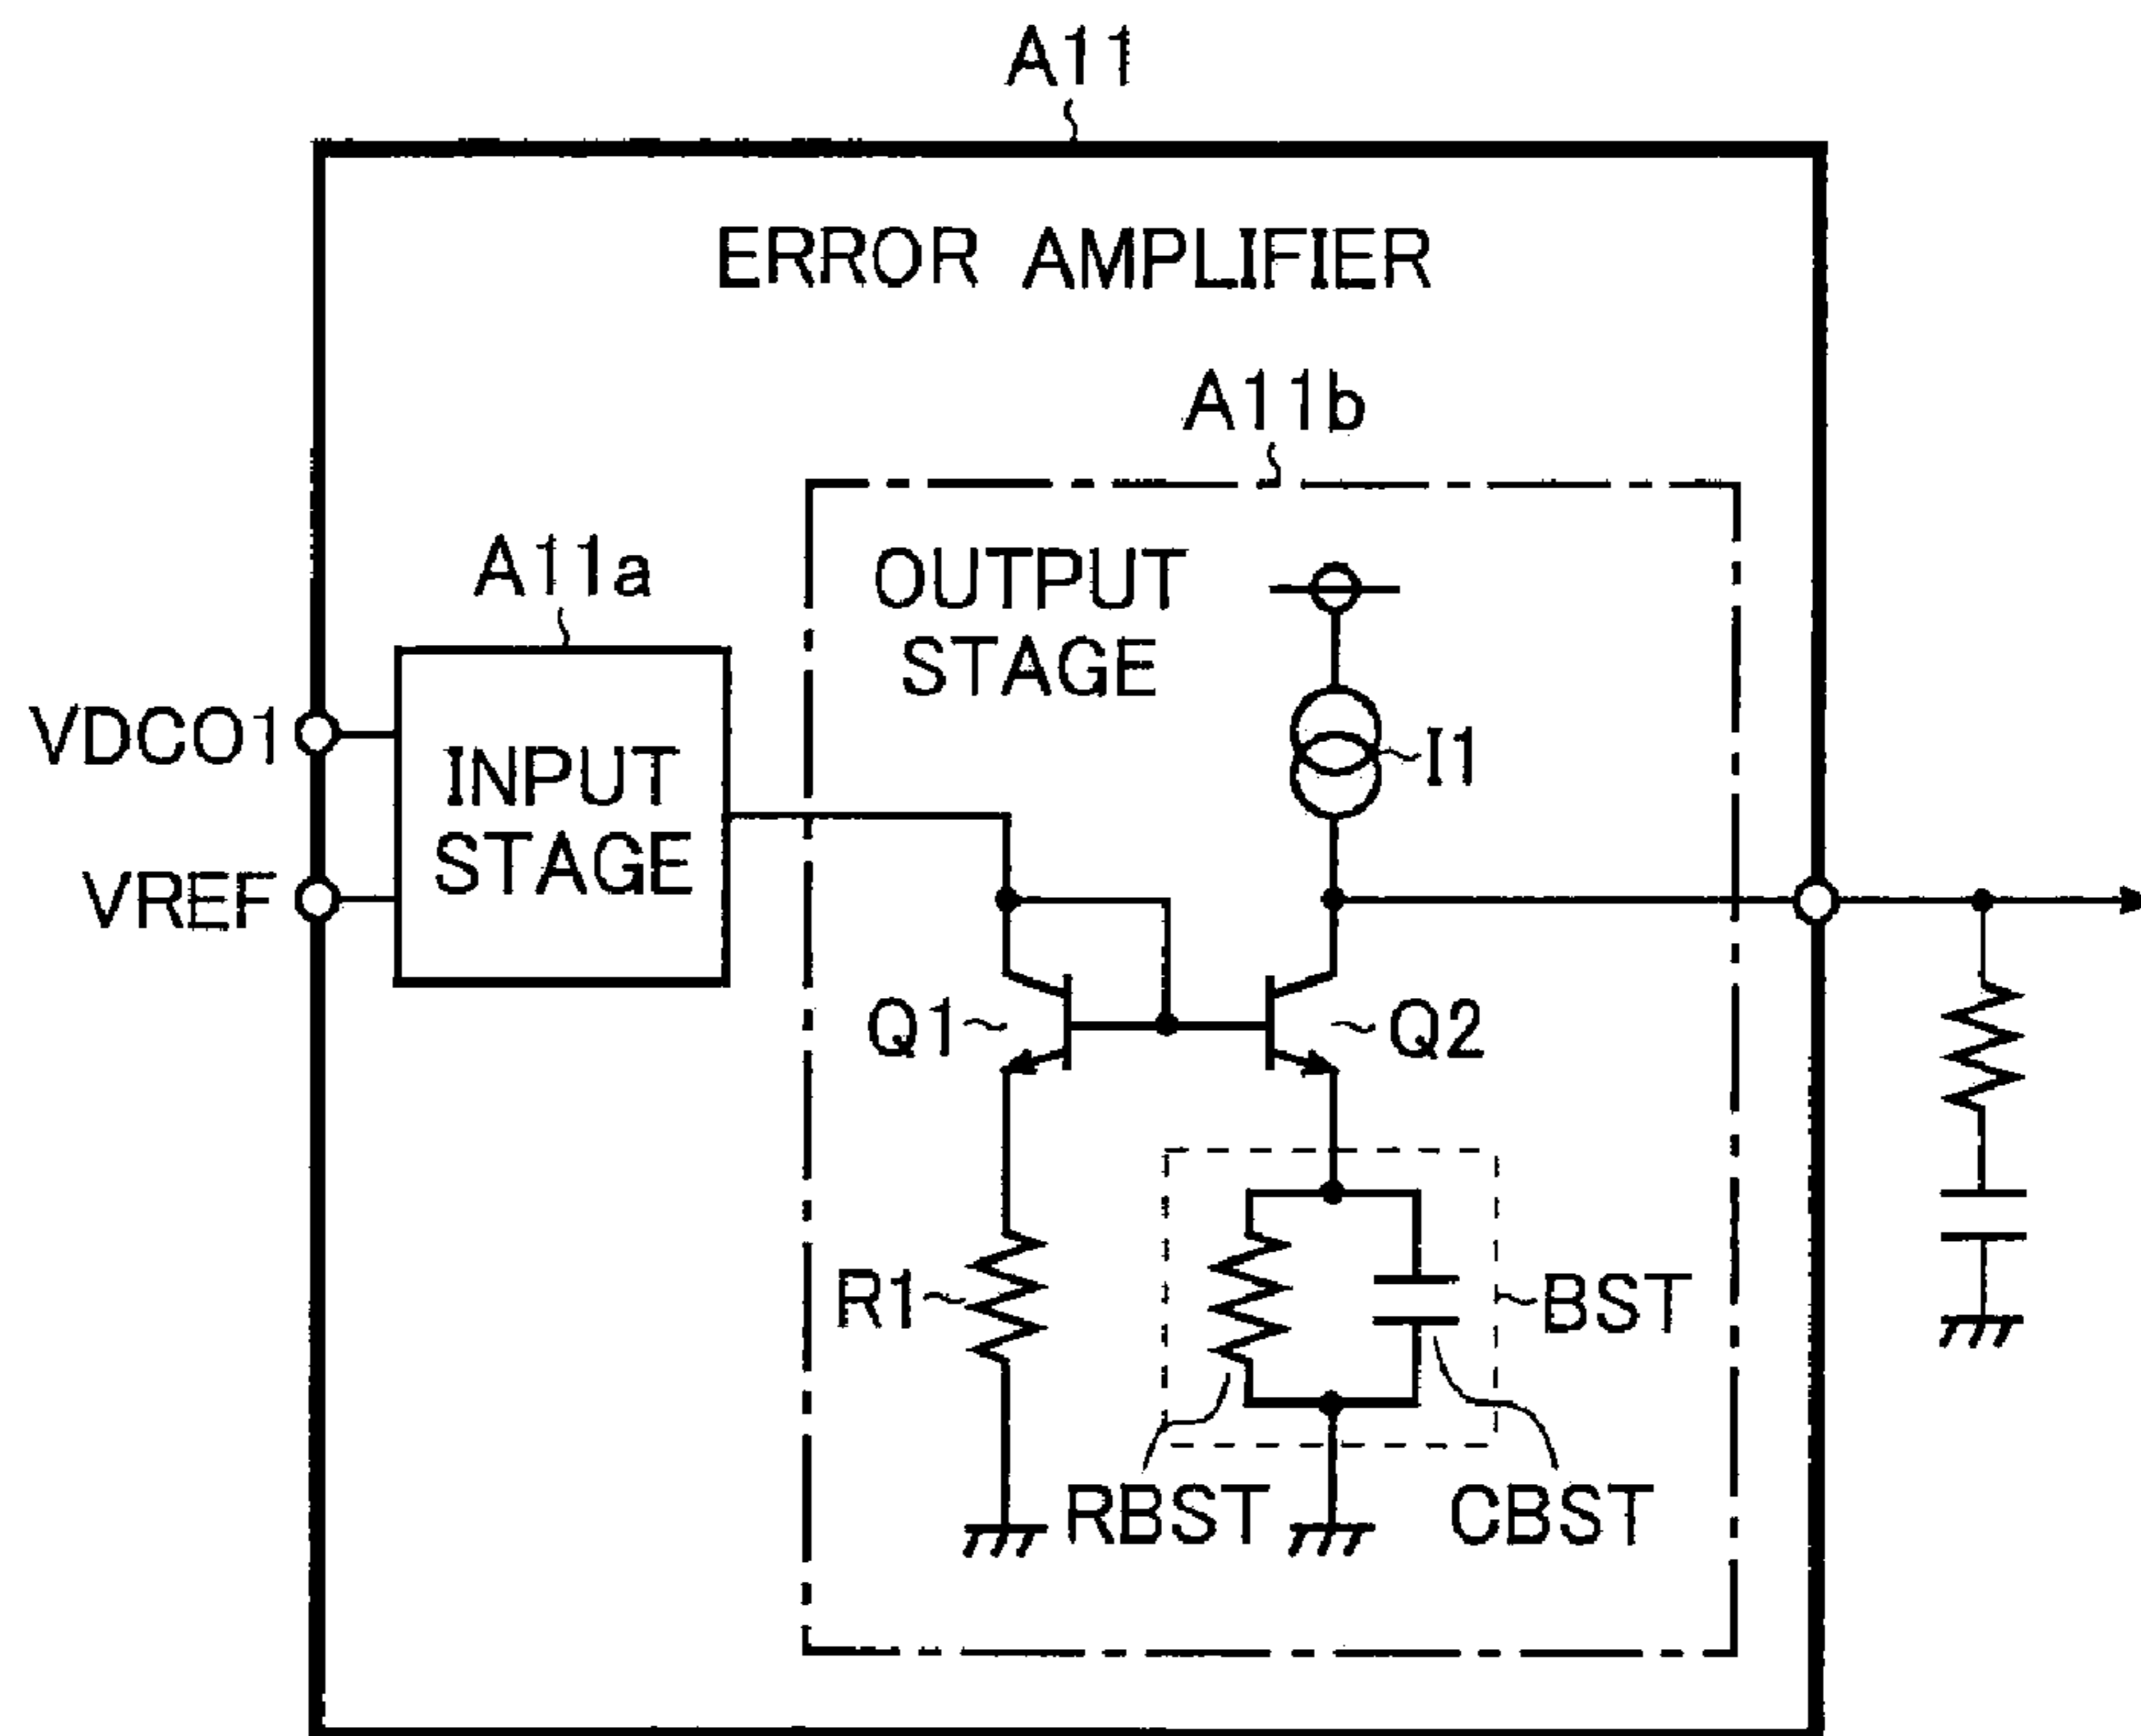 A11
ERROR AMPLIFIER
A11b
A11a
OUTPUT
STAGE
VDCO1
INPUT
STAGE
I1
VREF
Q1
Q2
R1
BST
RBST
CBST